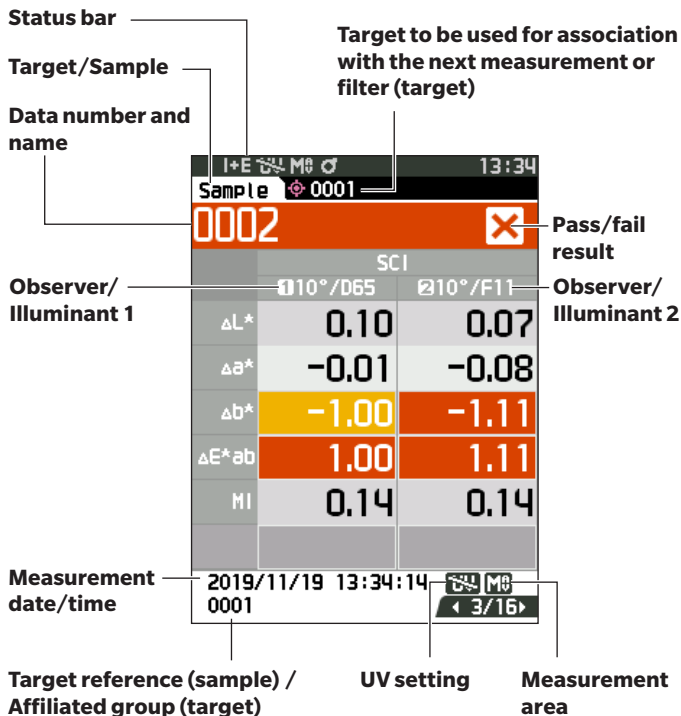 Status bar
Target/Sample
Data number and
name
Target to be used for association
with the next measurement or
filter (target)
I+E UV M 13:34
Sample 0001
0002
Pass/fail
result
SCI
Observer/
Illuminant 1
1 10°/D65 2 10°/F11
Observer/
Illuminant 2
ΔL* 0.10 0.07
Δa* -0.01 -0.08
Δb* -1.00 -1.11
ΔE*ab 1.00 1.11
MI 0.14 0.14
Measurement
date/time
2019/11/19 13:34:14 UV M
0001 3/16
Target reference (sample) /
Affiliated group (target)
UV setting
Measurement
area